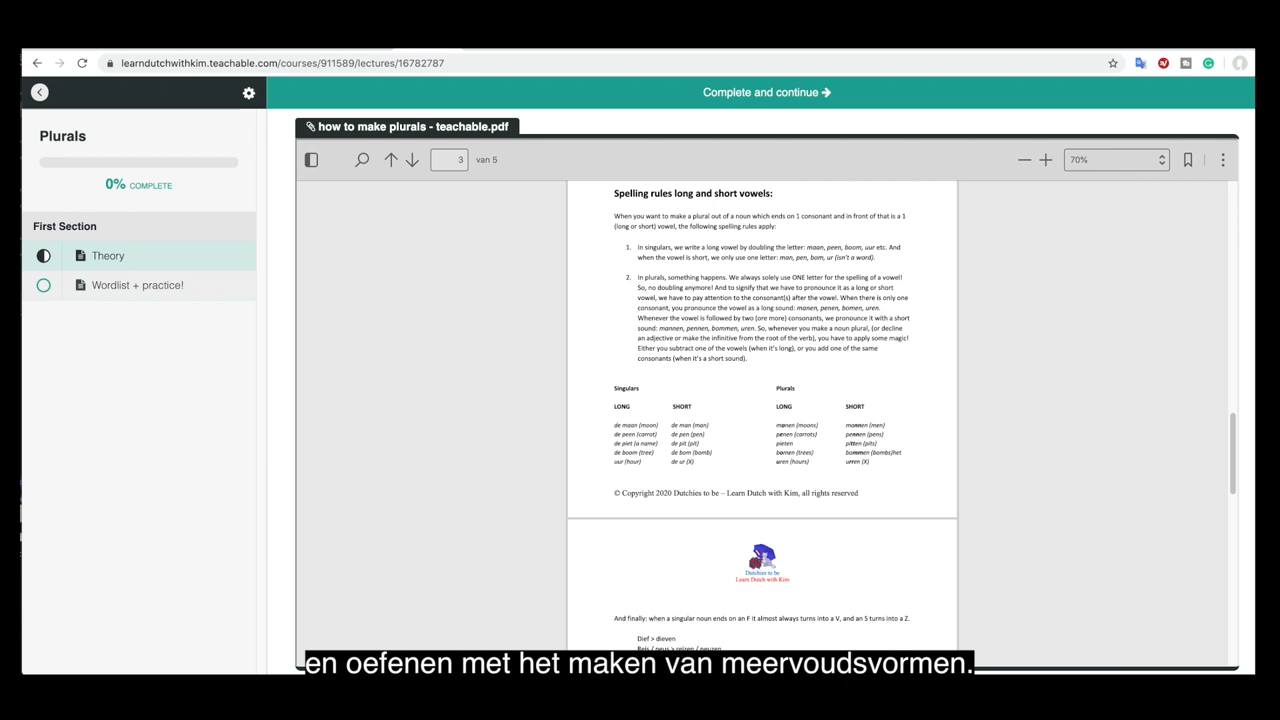 learndutchwithkim.teachable.com/courses/911589/lectures/16782787
Complete and continue →
Plurals
0% COMPLETE
First Section
Theory
Wordlist + practice!
how to make plurals - teachable.pdf
3 van 5
70%
Spelling rules long and short vowels:
When you want to make a plural out of a noun which ends on 1 consonant and in front of that is a 1
(long or short) vowel, the following spelling rules apply:
1. In singulars, we write a long vowel by doubling the letter: maan, peen, boom, uur etc. And
when the vowel is short, we only use one letter: man, pen, bom, ur (isn't a word).
2. In plurals, something happens. We always solely use ONE letter for the spelling of a vowel!
So, no doubling anymore! And to signify that we have to pronounce it as a long or short
vowel, we have to pay attention to the consonant(s) after the vowel. When there is only one
consonant, you pronounce the vowel as a long sound: manen, penen, bomen, uren.
Whenever the vowel is followed by two (ore more) consonants, we pronounce it with a short
sound: mannen, pennen, bommen, uren. So, whenever you make a noun plural, (or decline
an adjective or make the infinitive from the root of the verb), you have to apply some magic!
Either you subtract one of the vowels (when it's long), or you add one of the same
consonants (when it's a short sound).
Singulars Plurals
LONG SHORT LONG SHORT
de maan (moon) de man (man) manen (moons) mannen (men)
de peen (carrot) de pen (pen) penen (carrots) pennen (pens)
de piet (a name) de pit (pit) pieten pitten (pits)
de boom (tree) de bom (bomb) bomen (trees) bommen (bombs)het
uur (hour) de ur (X) uren (hours) urren (X)
© Copyright 2020 Dutchies to be – Learn Dutch with Kim, all rights reserved
Dutchies to be
Learn Dutch with Kim
And finally: when a singular noun ends on an F it almost always turns into a V, and an S turns into a Z.
Dief > dieven
Reis / neus > reizen / neuzen
en oefenen met het maken van meervoudsvormen.